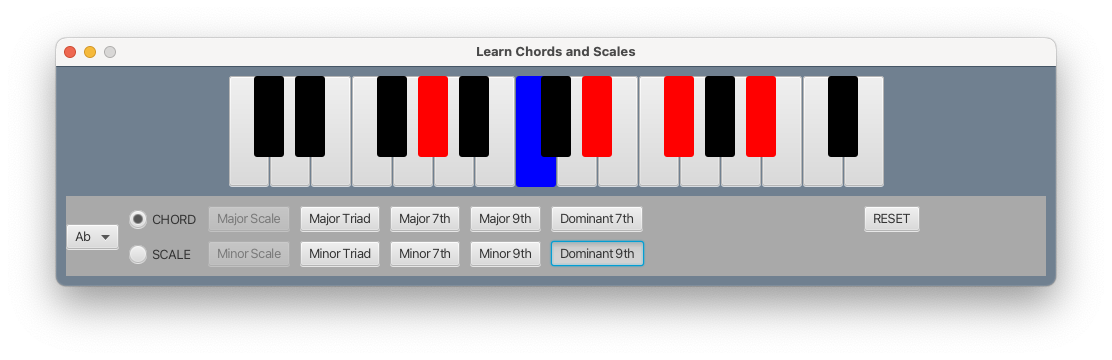 Learn Chords and Scales
Ab
CHORD Major Scale Major Triad Major 7th Major 9th Dominant 7th RESET
SCALE Minor Scale Minor Triad Minor 7th Minor 9th Dominant 9th